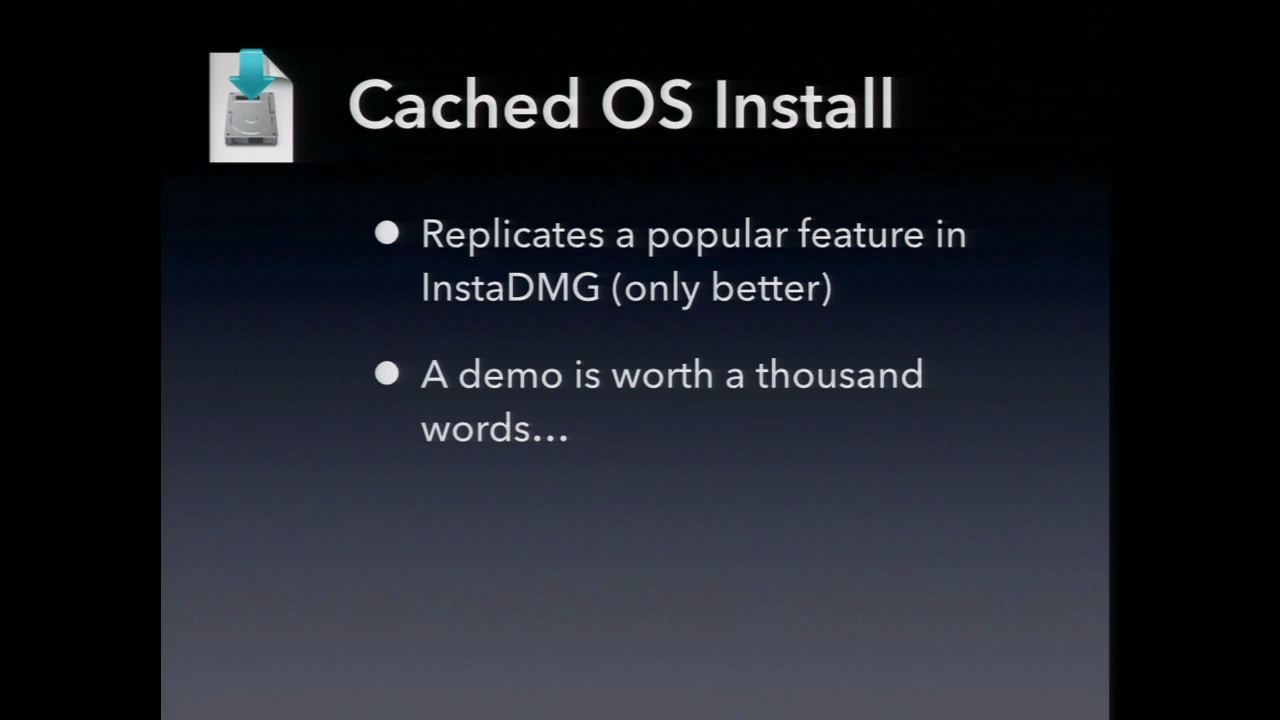 Cached OS Install
● Replicates a popular feature in
InstaDMG (only better)
● A demo is worth a thousand
words...